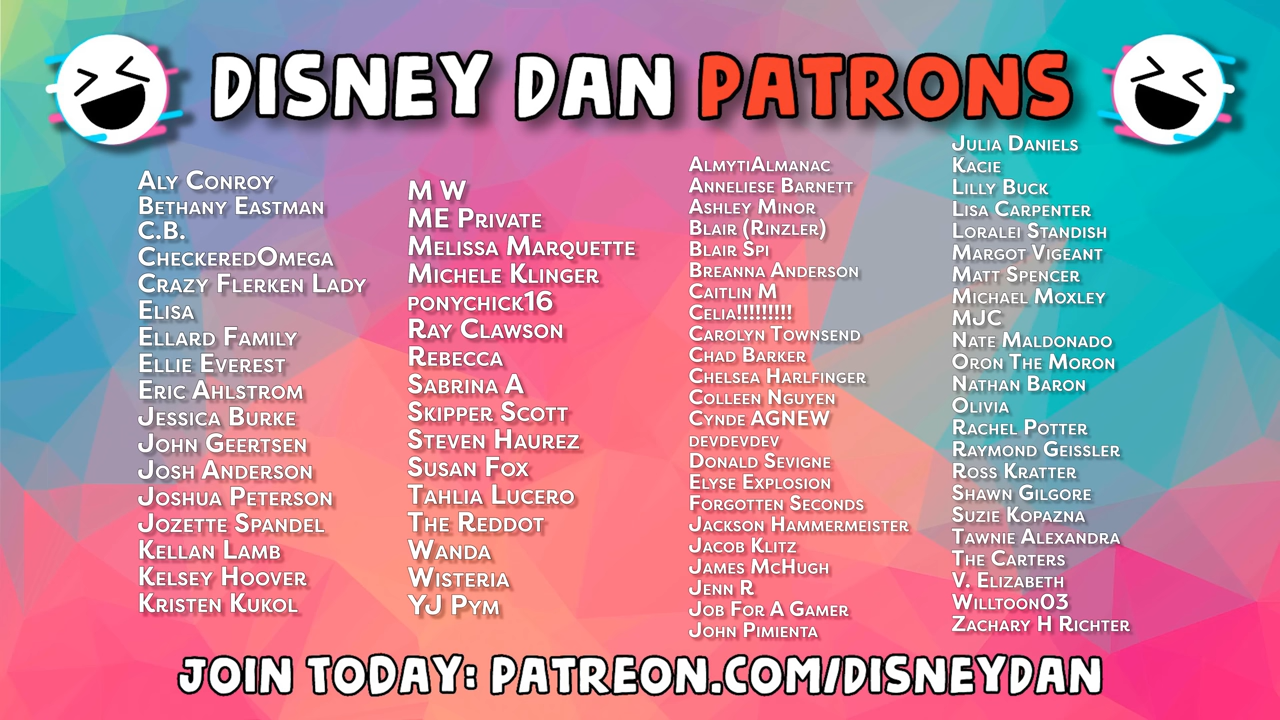 DISNEY DAN PATRONS
Aly Conroy
Bethany Eastman
C.B.
CheckeredOmega
Crazy Flerken Lady
Elisa
Ellard Family
Ellie Everest
Eric Ahlstrom
Jessica Burke
John Geertsen
Josh Anderson
Joshua Peterson
Jozette Spandel
Kellan Lamb
Kelsey Hoover
Kristen Kukol
M W
ME Private
Melissa Marquette
Michele Klinger
ponychick16
Ray Clawson
Rebecca
Sabrina A
Skipper Scott
Steven Haurez
Susan Fox
Tahlia Lucero
The Reddot
Wanda
Wisteria
YJ Pym
AlmytiAlmanac
Anneliese Barnett
Ashley Minor
Blair (Rinzler)
Blair Spi
Breanna Anderson
Caitlin M
Celia!!!!!!!!!
Carolyn Townsend
Chad Barker
Chelsea Harlfinger
Colleen Nguyen
Cynde AGNEW
devdevdev
Donald Sevigne
Elyse Explosion
Forgotten Seconds
Jackson Hammermeister
Jacob Klitz
James McHugh
Jenn R
Job For A Gamer
John Pimienta
Julia Daniels
Kacie
Lilly Buck
Lisa Carpenter
Loralei Standish
Margot Vigeant
Matt Spencer
Michael Moxley
MJC
Nate Maldonado
Oron The Moron
Nathan Baron
Olivia
Rachel Potter
Raymond Geissler
Ross Kratter
Shawn Gilgore
Suzie Kopazna
Tawnie Alexandra
The Carters
V. Elizabeth
Willtoon03
Zachary H Richter
JOIN TODAY: PATREON.COM/DISNEYDAN